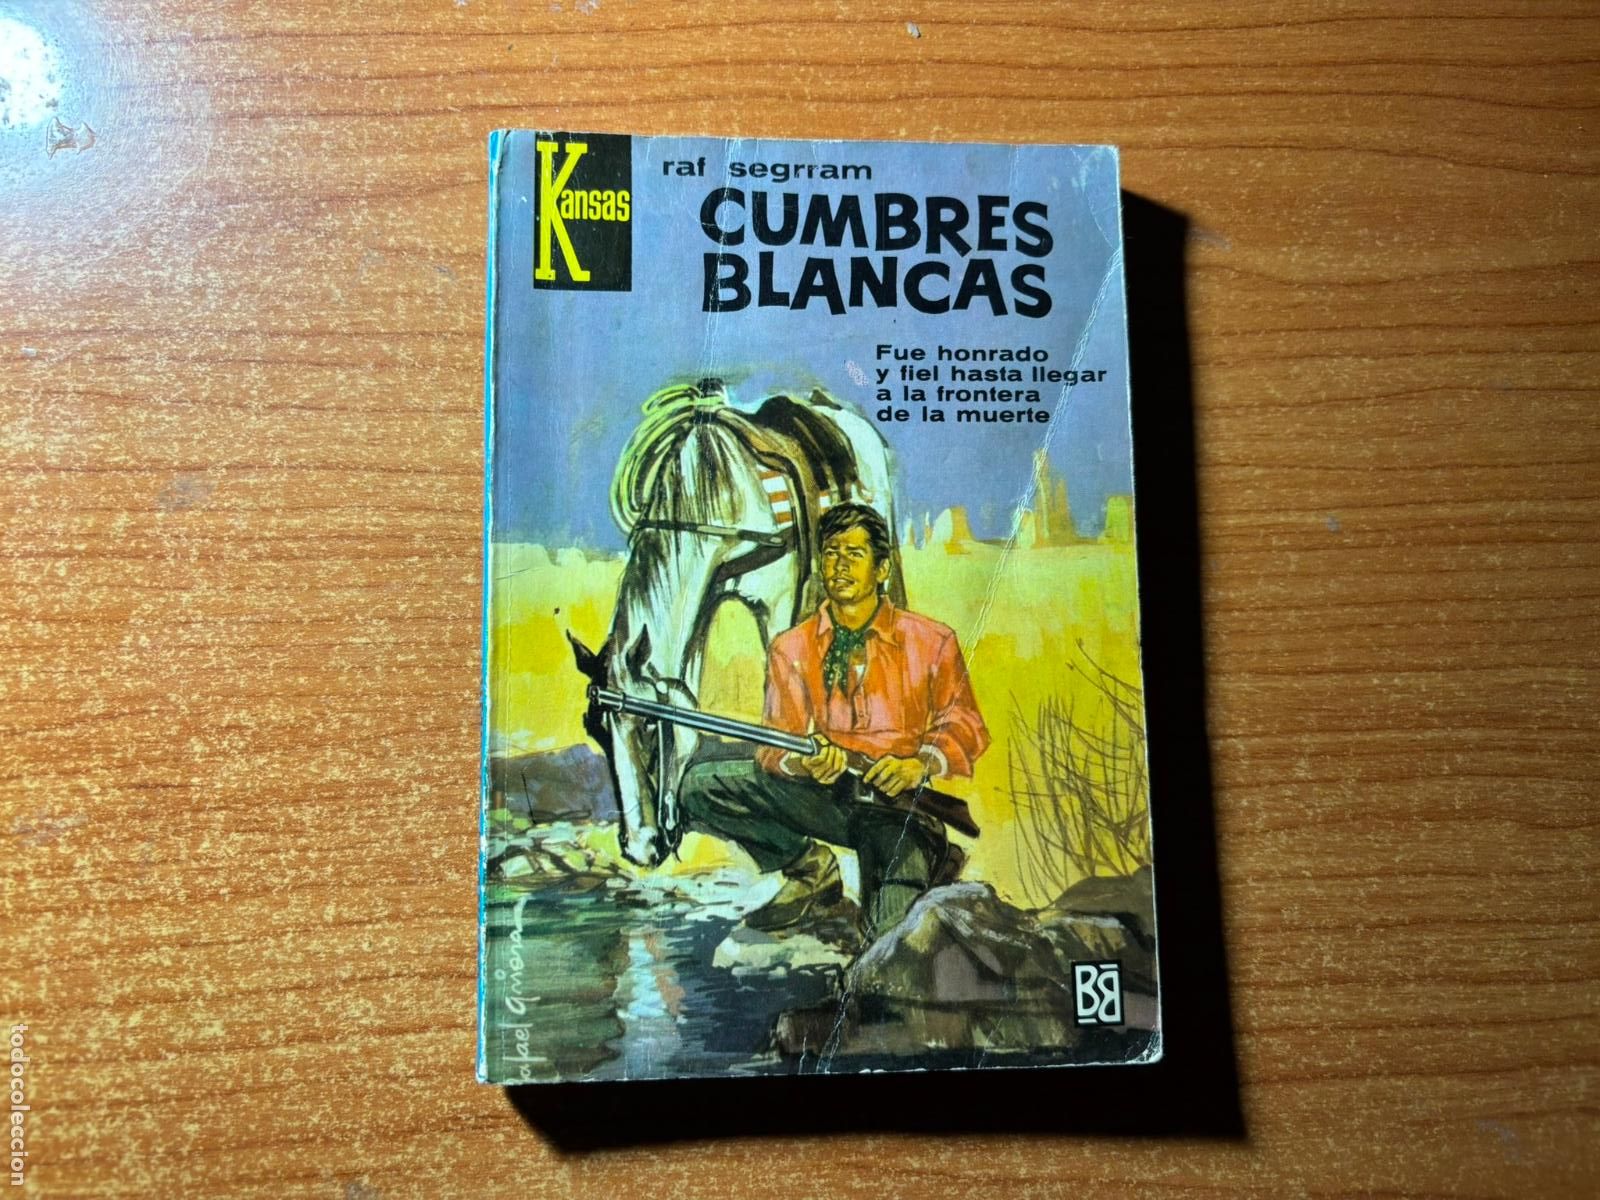 Kansas
raf segrram
CUMBRES
BLANCAS
Fue honrado
y fiel hasta llegar
a la frontera
de la muerte
BB
todocoleccion